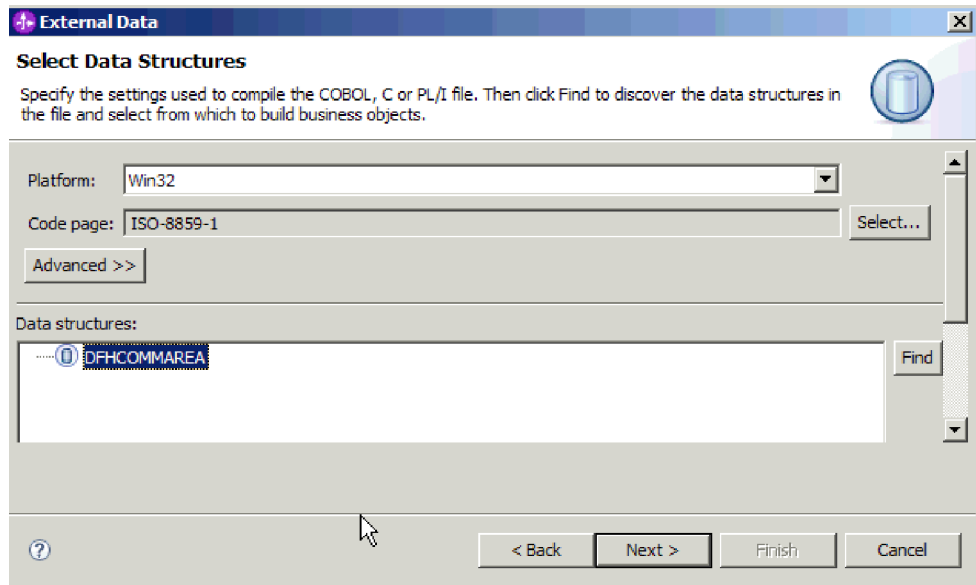 External Data
Select Data Structures
Specify the settings used to compile the COBOL, C or PL/I file. Then click Find to discover the data structures in
the file and select from which to build business objects.
Platform: Win32
Code page: ISO-8859-1 Select...
Advanced >>
Data structures:
DFHCOMMAREA Find
? < Back Next > Finish Cancel